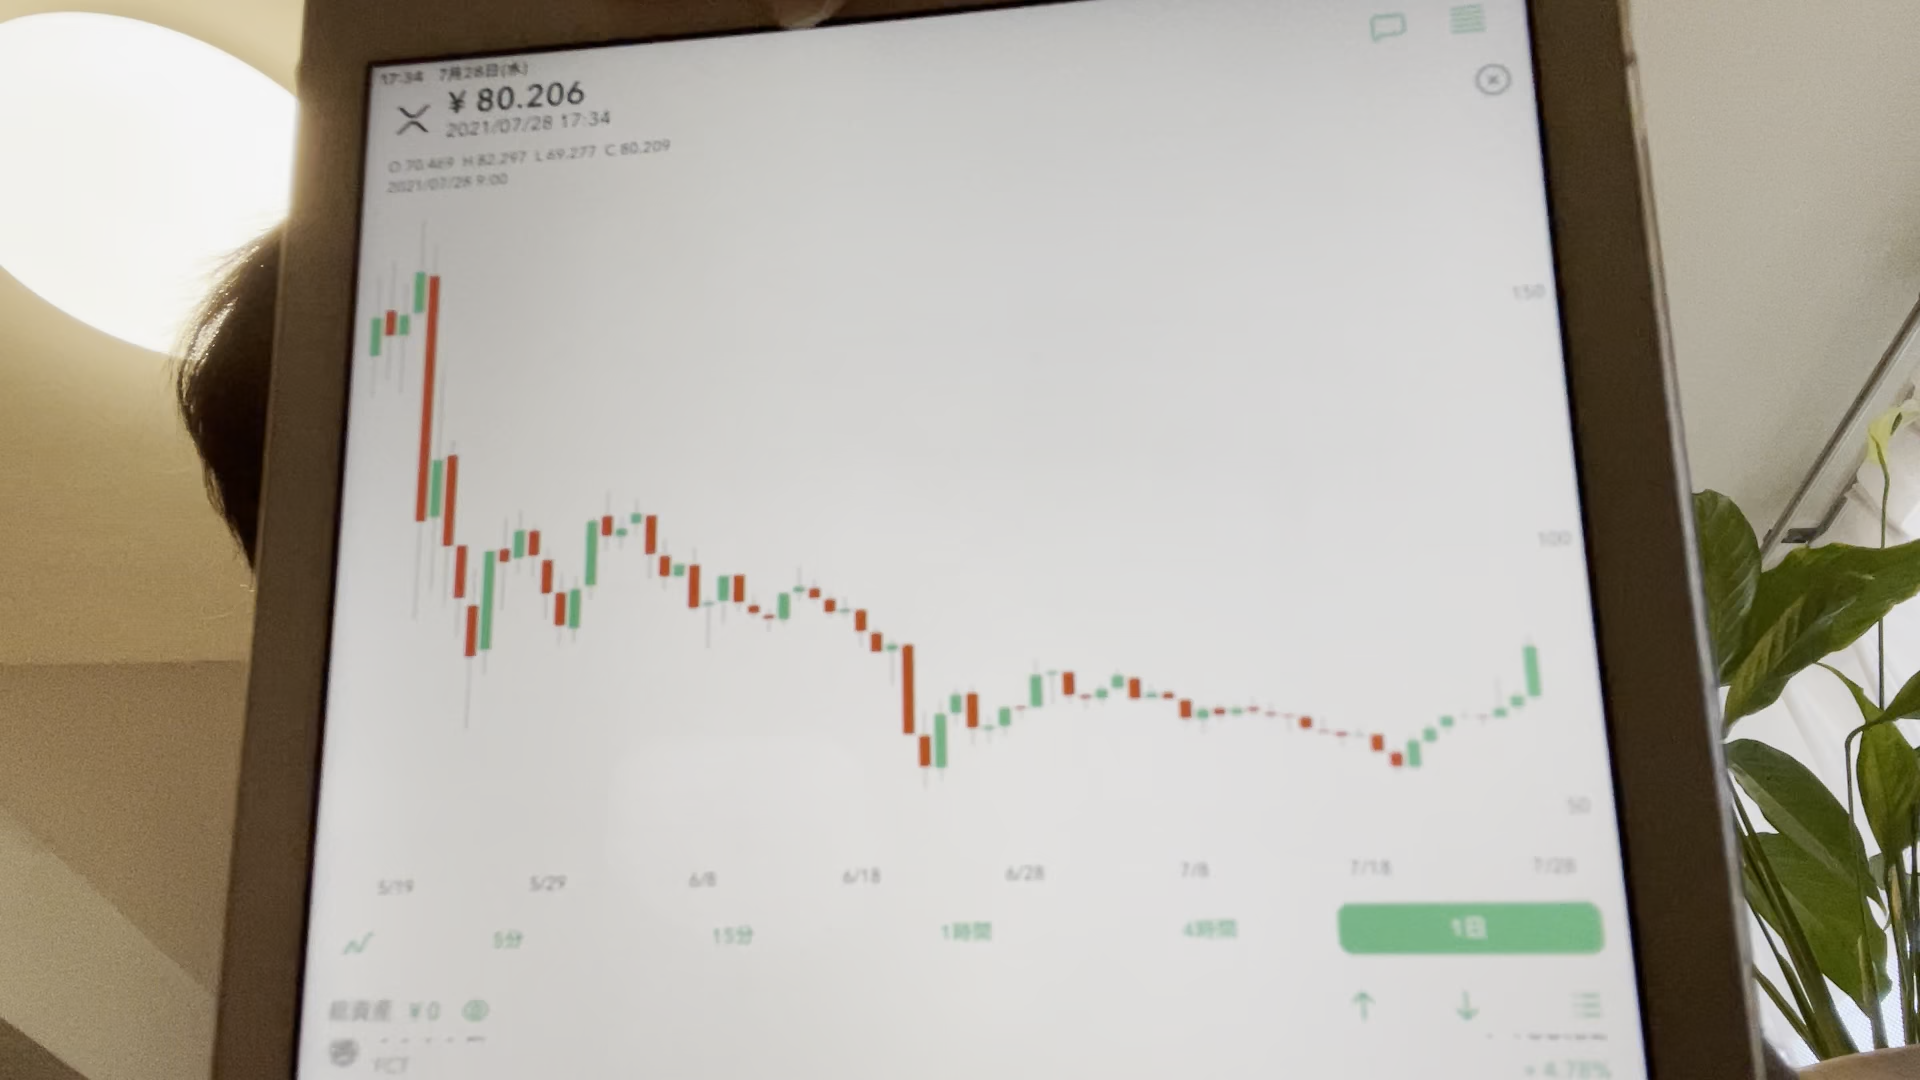 17:34 7月28日(水)
¥ 80.206
2021/07/28 17:34
O 70.469 H 82.297 L 69.277 C 80.209
2021/07/28 9:00
150
100
50
5/19 5/29 6/8 6/18 6/28 7/8 7/18 7/28
5分 15分 1時間 4時間 1日
総資産 ¥0
FCT
+ 4.78%